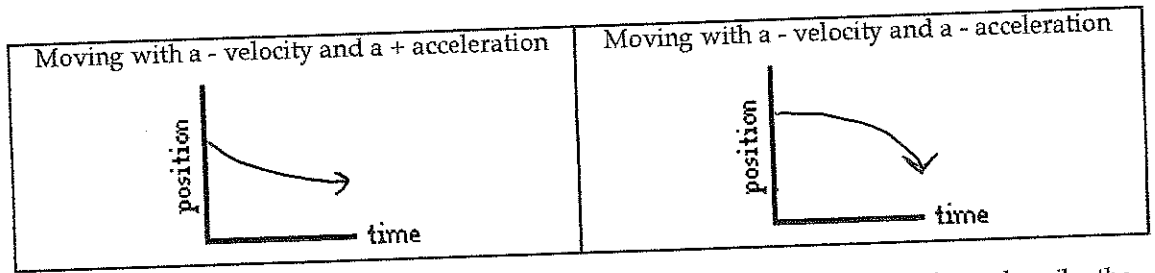 Moving with a - velocity and a + acceleration
position
time
Moving with a - velocity and a - acceleration
position
time